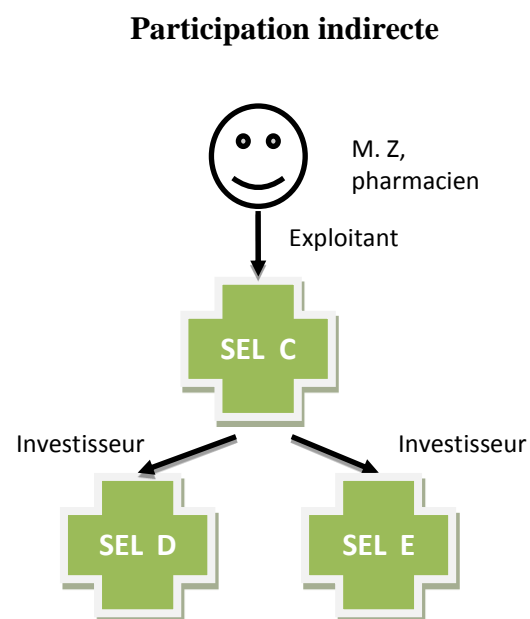 Participation indirecte
M. Z,
pharmacien
Exploitant
SEL C
Investisseur
Investisseur
SEL D
SEL E